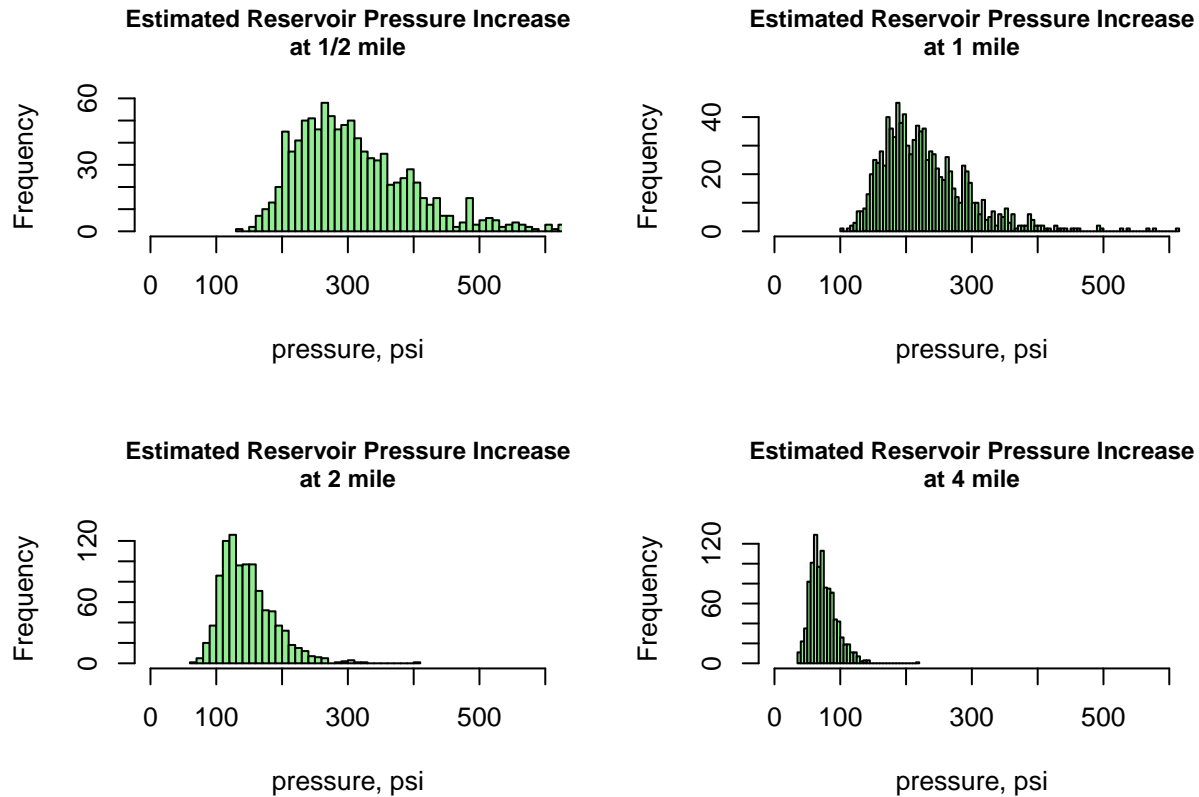 Estimated Reservoir Pressure Increase
at 1/2 mile
Frequency
60
30
0
0 100 300 500
pressure, psi
Estimated Reservoir Pressure Increase
at 1 mile
Frequency
40
20
0
0 100 300 500
pressure, psi
Estimated Reservoir Pressure Increase
at 2 mile
Frequency
120
60
0
0 100 300 500
pressure, psi
Estimated Reservoir Pressure Increase
at 4 mile
Frequency
120
60
0
0 100 300 500
pressure, psi